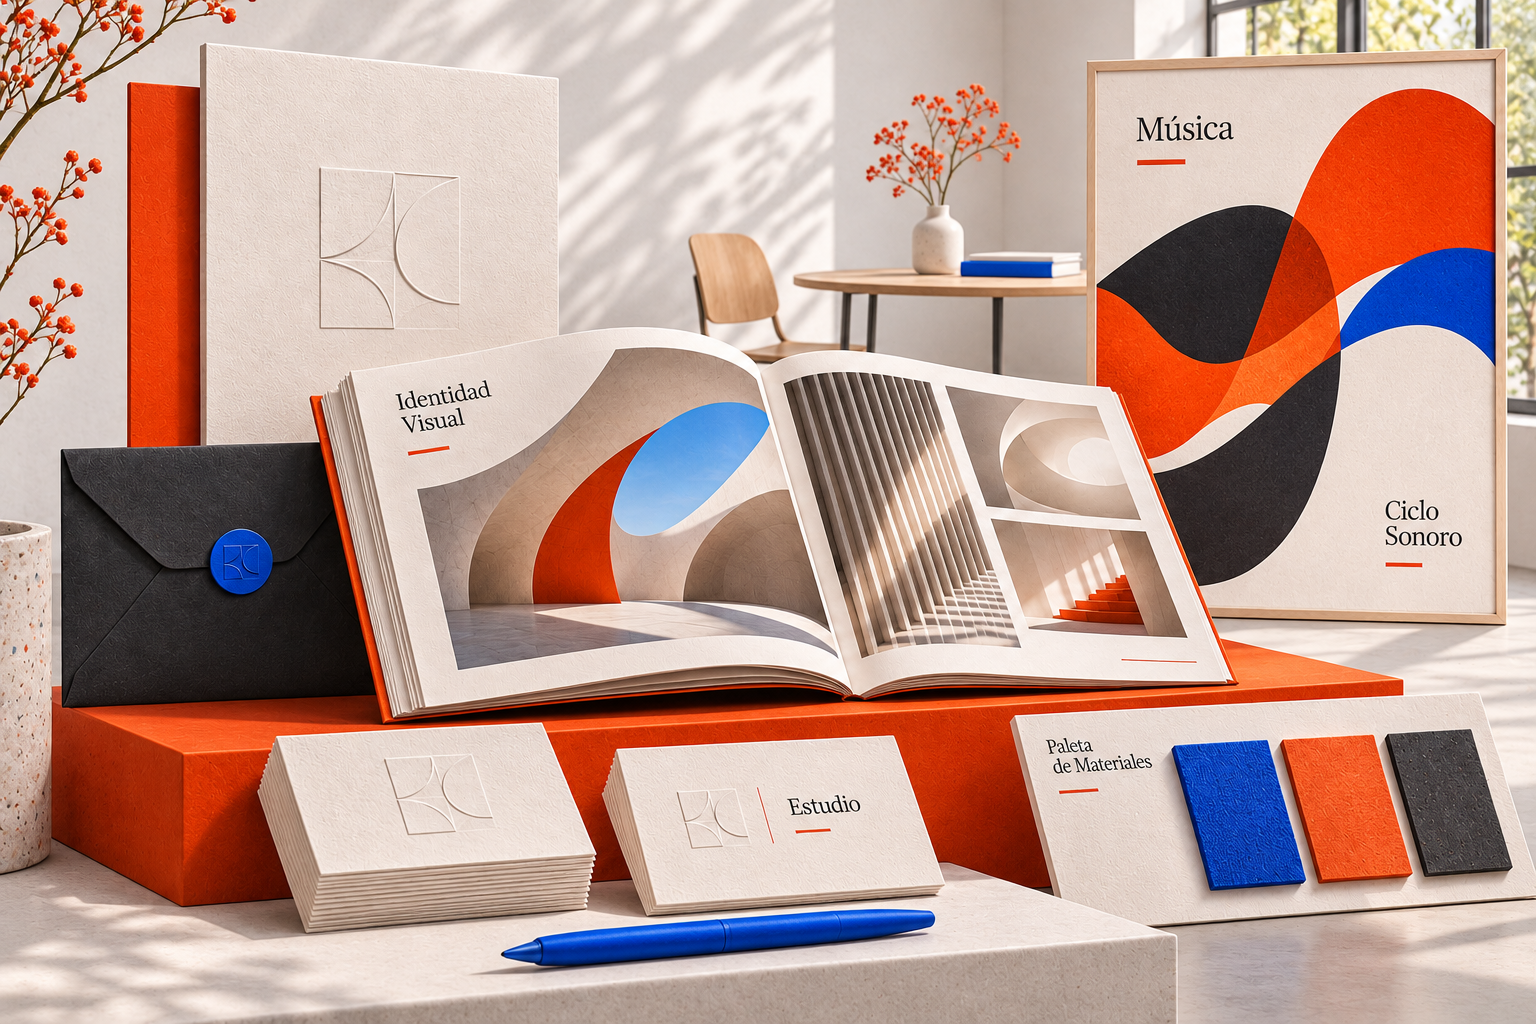 Identidad
Visual
Música
Ciclo
Sonoro
Estudio
Paleta
de Materiales